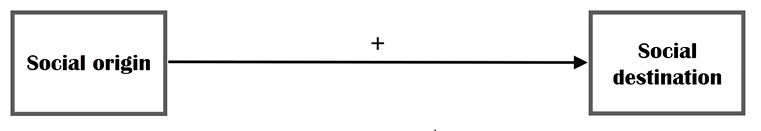 +
Social origin
Social
destination